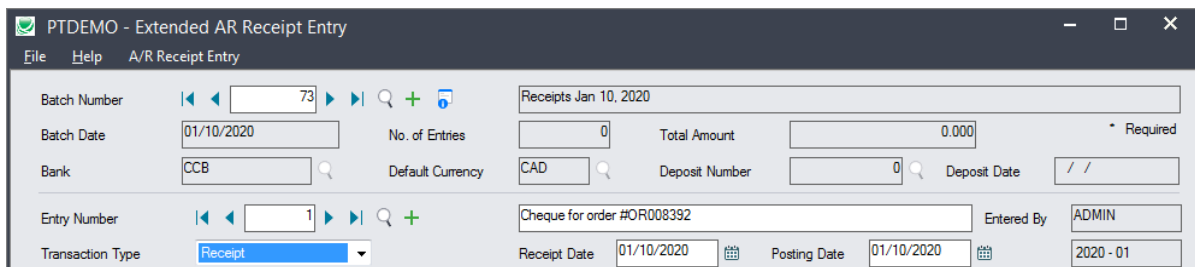 PTDEMO - Extended AR Receipt Entry
File Help A/R Receipt Entry
Batch Number 73 Receipts Jan 10, 2020
Batch Date 01/10/2020 No. of Entries 0 Total Amount 0.000 * Required
Bank CCB Default Currency CAD Deposit Number 0 Deposit Date / /
Entry Number 1 Cheque for order #OR008392 Entered By ADMIN
Transaction Type Receipt Receipt Date 01/10/2020 Posting Date 01/10/2020 2020 - 01